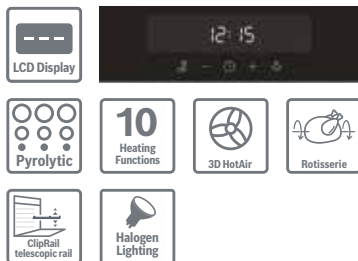 12:15
LCD Display
Pyrolytic
10
Heating
Functions
3D HotAir
Rotisserie
ClipRail
telescopic rail
Halogen
Lighting